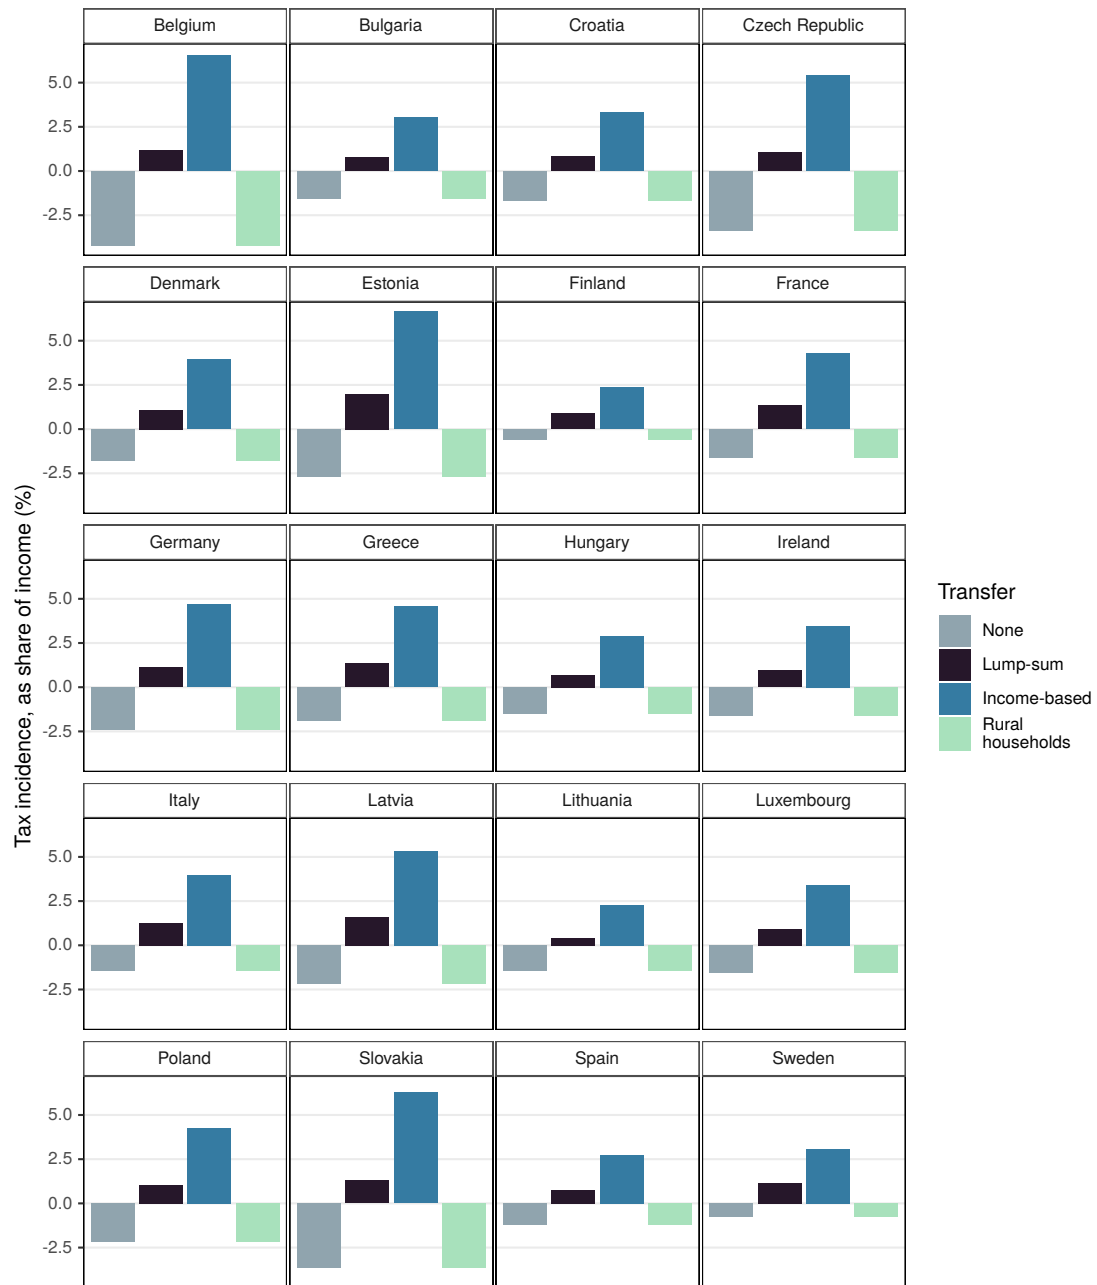 Belgium Bulgaria Croatia Czech Republic
5.0
2.5
0.0
-2.5
Denmark Estonia Finland France
5.0
2.5
0.0
-2.5
Germany Greece Hungary Ireland
5.0
2.5
0.0
-2.5
Italy Latvia Lithuania Luxembourg
5.0
2.5
0.0
-2.5
Poland Slovakia Spain Sweden
5.0
2.5
0.0
-2.5
Tax incidence, as share of income (%)
Transfer
None
Lump-sum
Income-based
Rural
households